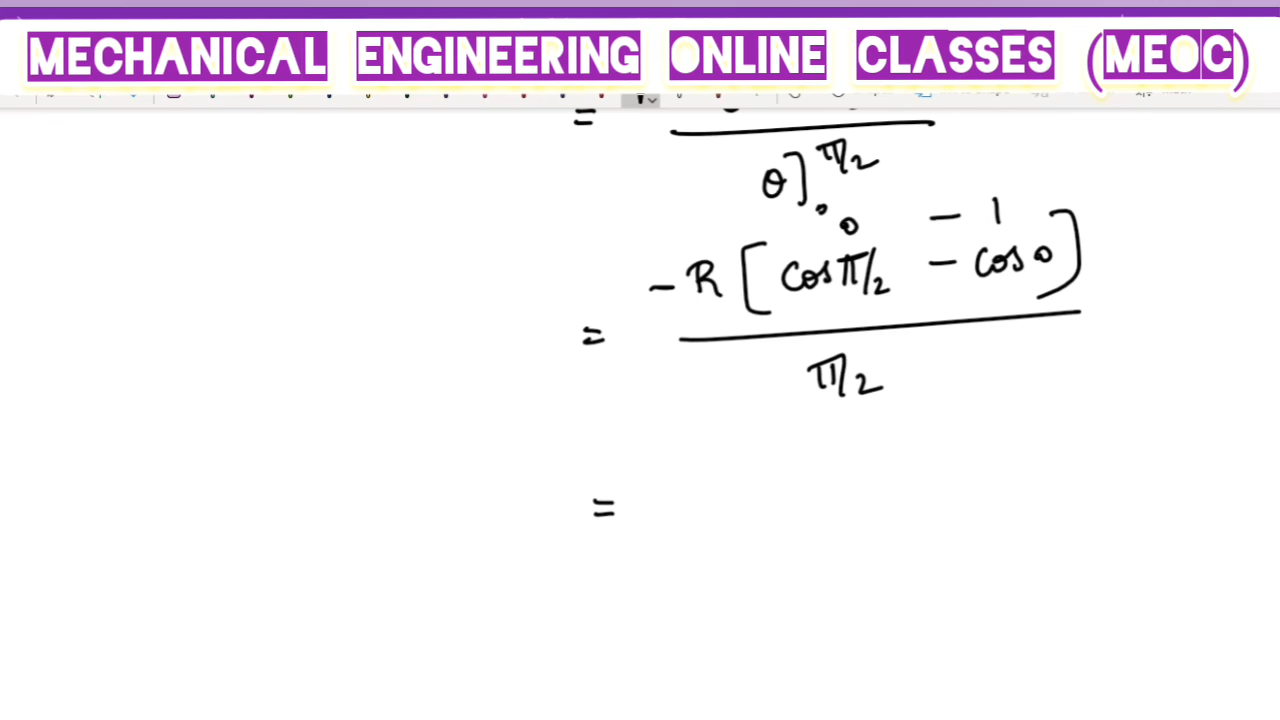 MECHANICAL ENGINEERING ONLINE CLASSES (MEOC)
=
θ]₀^π/2
0 - 1
- R [ cos π/2 - cos 0 ]
=
π/2
=